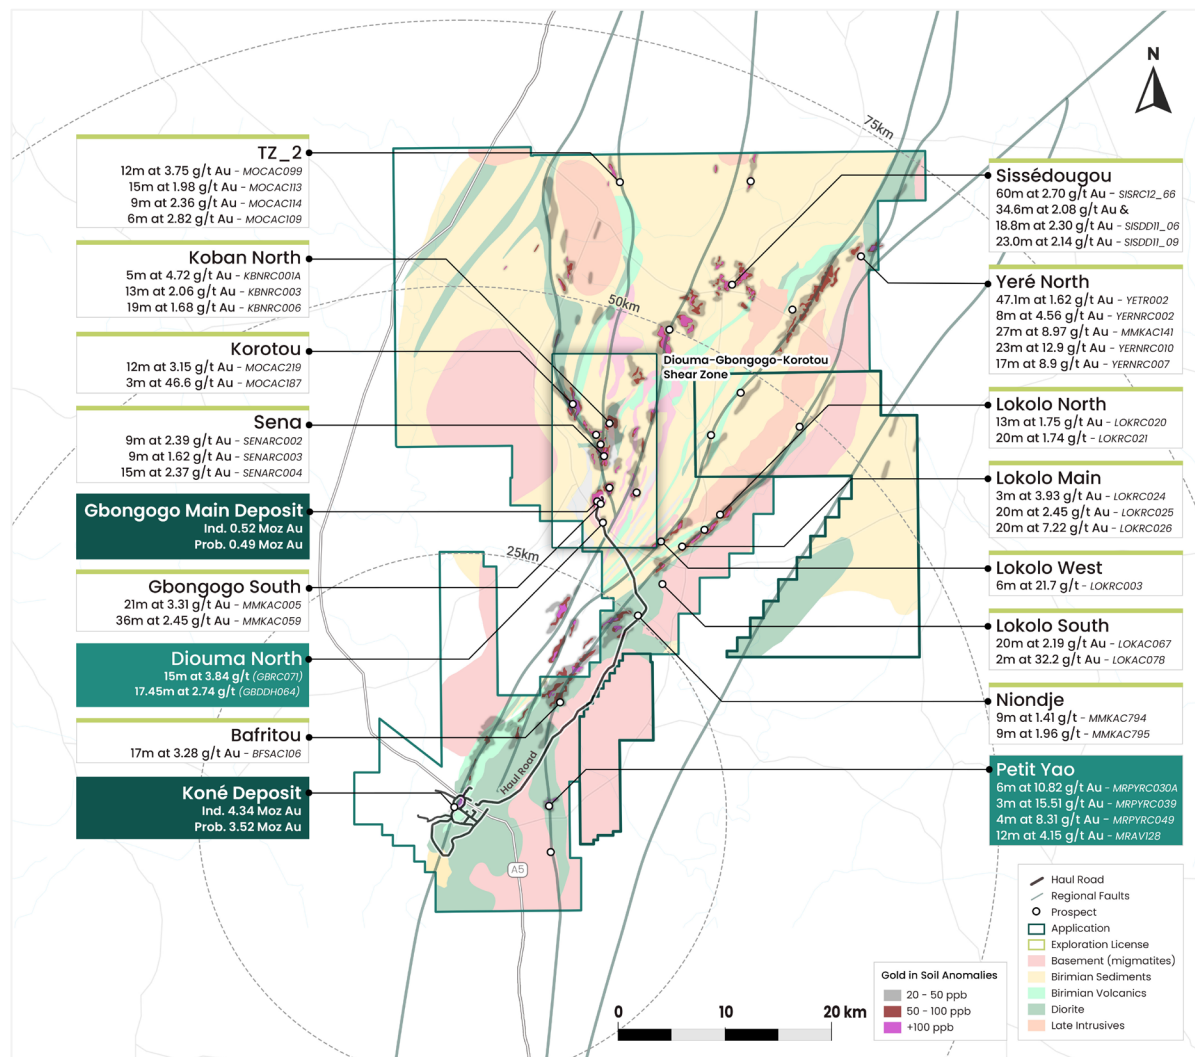 N
75km
50km
25km
TZ_2
12m at 3.75 g/t Au - MOCAC099
15m at 1.98 g/t Au - MOCAC113
9m at 2.36 g/t Au - MOCAC114
6m at 2.82 g/t Au - MOCAC109
Koban North
5m at 4.72 g/t Au - KBNRC001A
13m at 2.06 g/t Au - KBNRC003
19m at 1.68 g/t Au - KBNRC006
Korotou
12m at 3.15 g/t Au - MOCAC219
3m at 46.6 g/t Au - MOCAC187
Sena
9m at 2.39 g/t Au - SENARC002
9m at 1.62 g/t Au - SENARC003
15m at 2.37 g/t Au - SENARC004
Gbongogo Main Deposit
Ind. 0.52 Moz Au
Prob. 0.49 Moz Au
Gbongogo South
21m at 3.31 g/t Au - MMKAC005
36m at 2.45 g/t Au - MMKAC059
Diouma North
15m at 3.84 g/t (GBRC071)
17.45m at 2.74 g/t (GBDDH064)
Bafritou
17m at 3.28 g/t Au - BFSAC106
Koné Deposit
Ind. 4.34 Moz Au
Prob. 3.52 Moz Au
Diouma-Gbongogo-Korotou
Shear Zone
Haul Road
A5
Sissédougou
60m at 2.70 g/t Au - SISRC12_66
34.6m at 2.08 g/t Au &
18.8m at 2.30 g/t Au - SISDD11_06
23.0m at 2.14 g/t Au - SISDD11_09
Yeré North
47.1m at 1.62 g/t Au - YETR002
8m at 4.56 g/t Au - YERNRC002
27m at 8.97 g/t Au - MMKAC141
23m at 12.9 g/t Au - YERNRC010
17m at 8.9 g/t Au - YERNRC007
Lokolo North
13m at 1.75 g/t Au - LOKRC020
20m at 1.74 g/t - LOKRC021
Lokolo Main
3m at 3.93 g/t Au - LOKRC024
20m at 2.45 g/t Au - LOKRC025
20m at 7.22 g/t Au - LOKRC026
Lokolo West
6m at 21.7 g/t - LOKRC003
Lokolo South
20m at 2.19 g/t Au - LOKAC067
2m at 32.2 g/t Au - LOKAC078
Niondje
9m at 1.41 g/t - MMKAC794
9m at 1.96 g/t - MMKAC795
Petit Yao
6m at 10.82 g/t Au - MRPYRC030A
3m at 15.51 g/t Au - MRPYRC039
4m at 8.31 g/t Au - MRPYRC049
12m at 4.15 g/t Au - MRAV128
Haul Road
Regional Faults
Prospect
Application
Exploration License
Basement (migmatites)
Birimian Sediments
Birimian Volcanics
Diorite
Late Intrusives
Gold in Soil Anomalies
20 - 50 ppb
50 - 100 ppb
+100 ppb
0 10 20 km